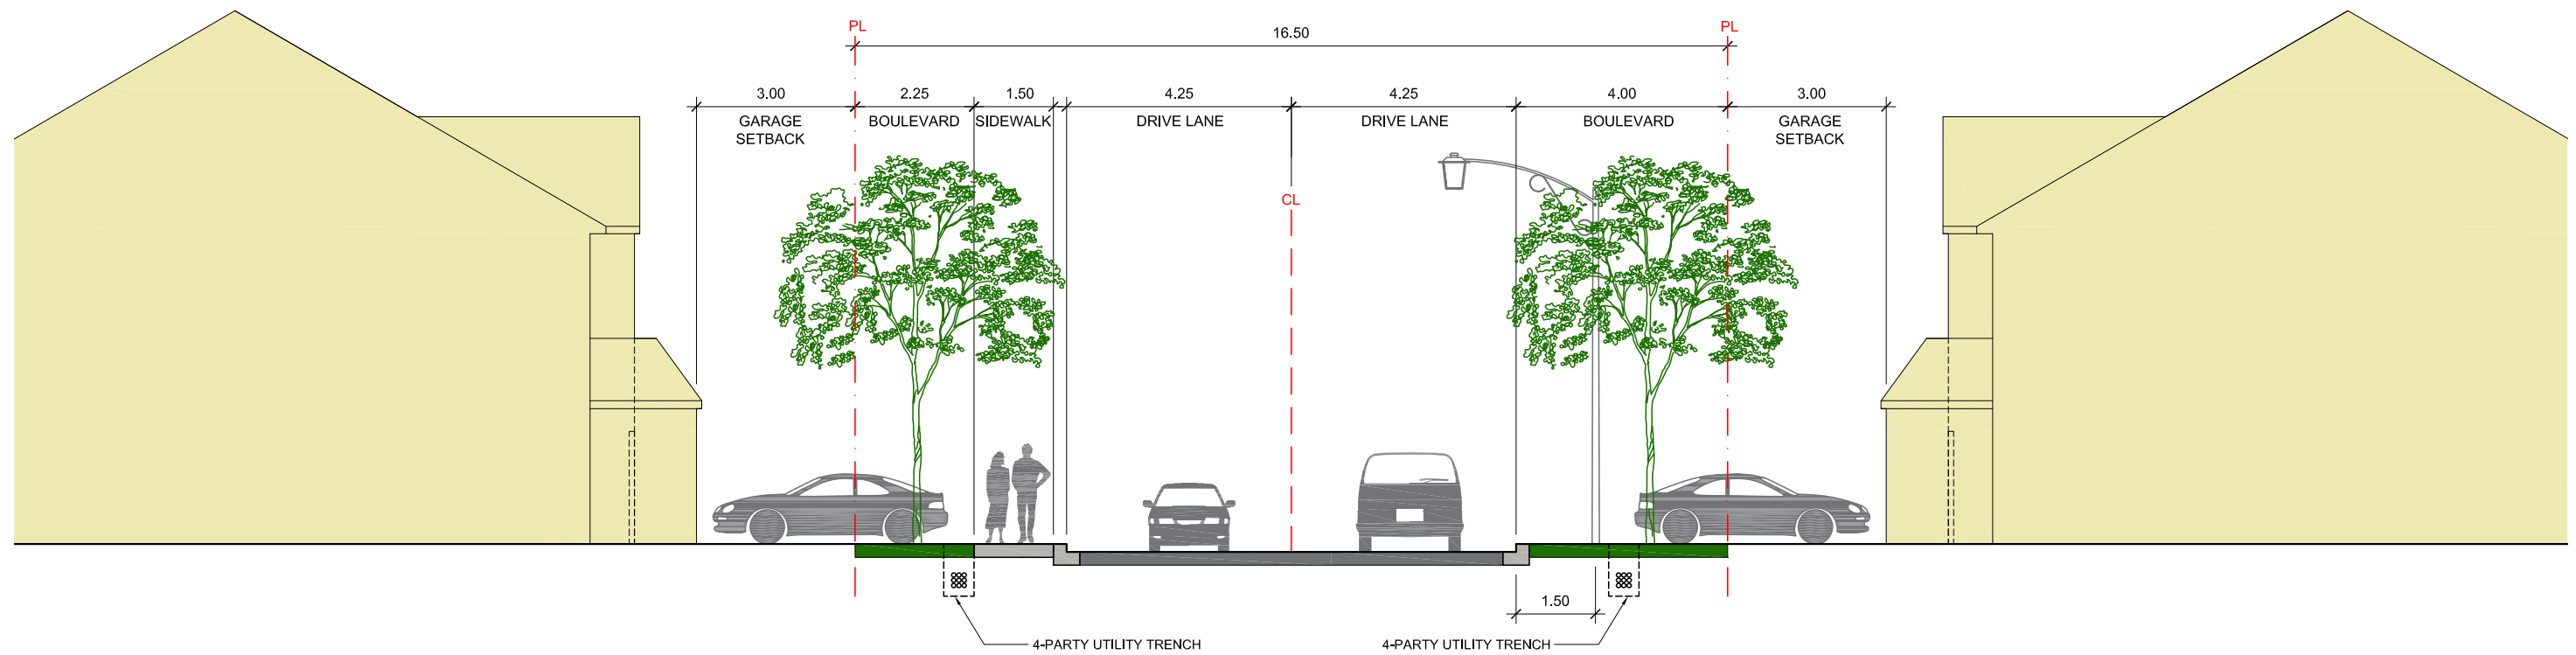 PL
PL
16.50
3.00
2.25
1.50
4.25
4.25
4.00
3.00
GARAGE
SETBACK
BOULEVARD
SIDEWALK
DRIVE LANE
DRIVE LANE
BOULEVARD
GARAGE
SETBACK
CL
1.50
4-PARTY UTILITY TRENCH
4-PARTY UTILITY TRENCH